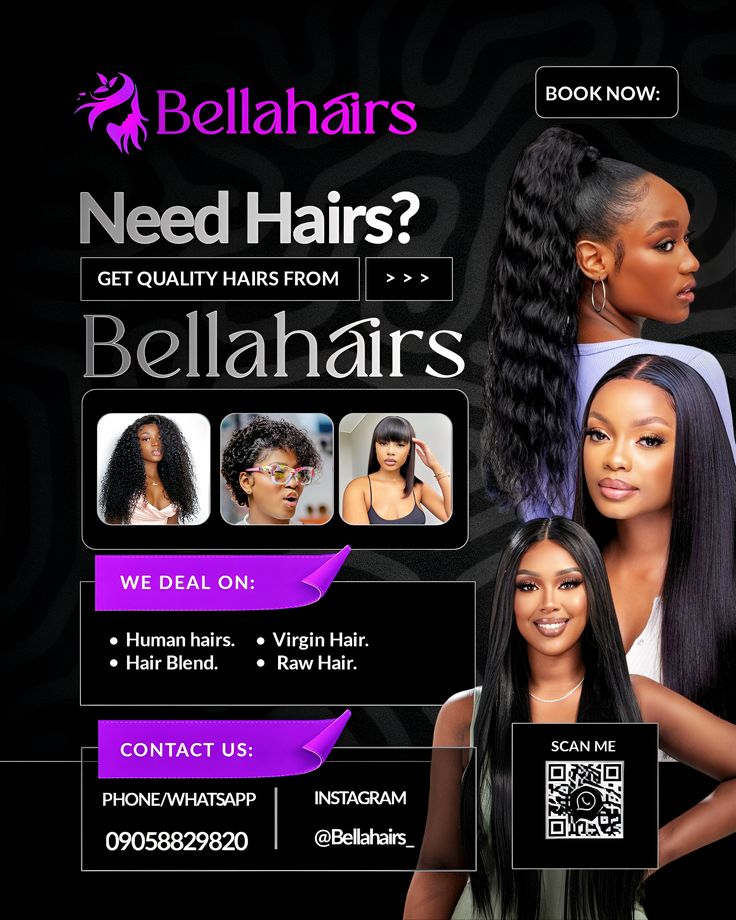 Bellahairs
BOOK NOW:
Need Hairs?
GET QUALITY HAIRS FROM > > >
Bellahairs
WE DEAL ON:
• Human hairs. • Virgin Hair.
• Hair Blend. • Raw Hair.
CONTACT US:
PHONE/WHATSAPP
09058829820
INSTAGRAM
@Bellahairs_
SCAN ME